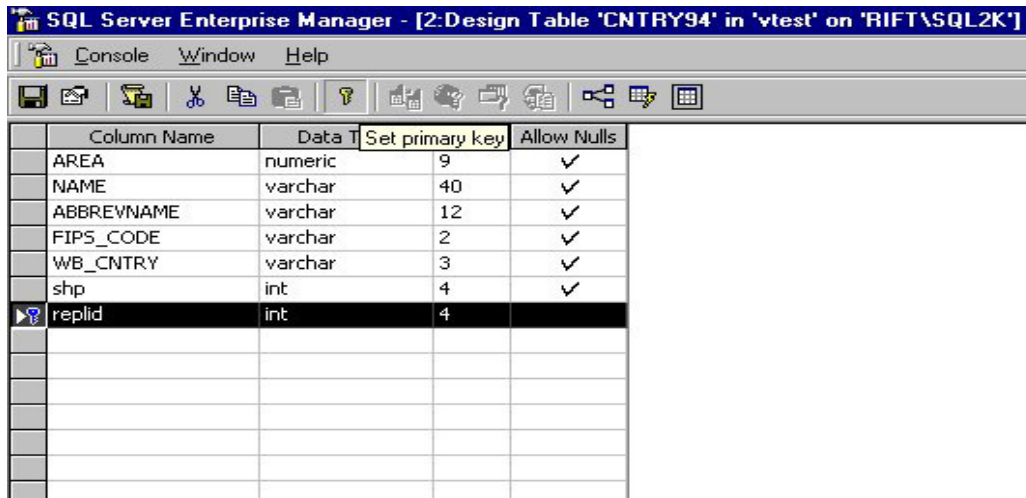 SQL Server Enterprise Manager - [2:Design Table 'CNTRY94' in 'vtest' on 'RIFT\SQL2K']
Console Window Help
Column Name Data T Set primary key Allow Nulls
AREA numeric 9
NAME varchar 40
ABBREVNAME varchar 12
FIPS_CODE varchar 2
WB_CNTRY varchar 3
shp int 4
replid int 4